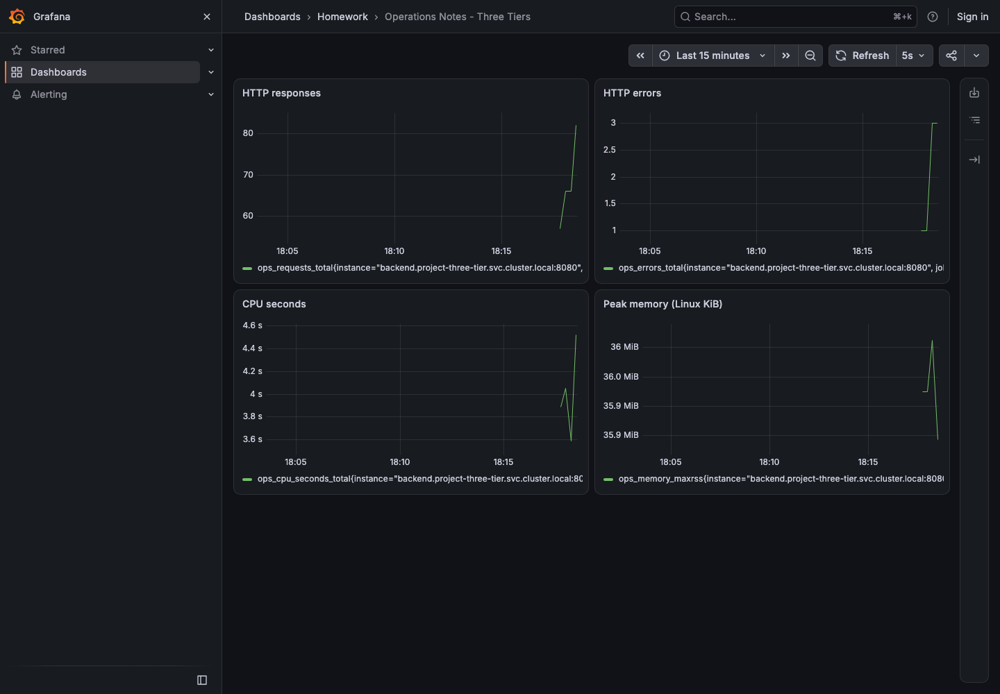 Grafana
Dashboards › Homework › Operations Notes - Three Tiers
Search...
⌘+k
Sign in
Starred
Dashboards
Alerting
Last 15 minutes
Refresh
5s
HTTP responses
80
70
60
18:05
18:10
18:15
ops_requests_total{instance="backend.project-three-tier.svc.cluster.local:8080",
HTTP errors
3
2.5
2
1.5
1
18:05
18:10
18:15
ops_errors_total{instance="backend.project-three-tier.svc.cluster.local:8080", jo
CPU seconds
4.6 s
4.4 s
4.2 s
4 s
3.8 s
3.6 s
18:05
18:10
18:15
ops_cpu_seconds_total{instance="backend.project-three-tier.svc.cluster.local:80
Peak memory (Linux KiB)
36 MiB
36.0 MiB
35.9 MiB
35.9 MiB
18:05
18:10
18:15
ops_memory_maxrss{instance="backend.project-three-tier.svc.cluster.local:808